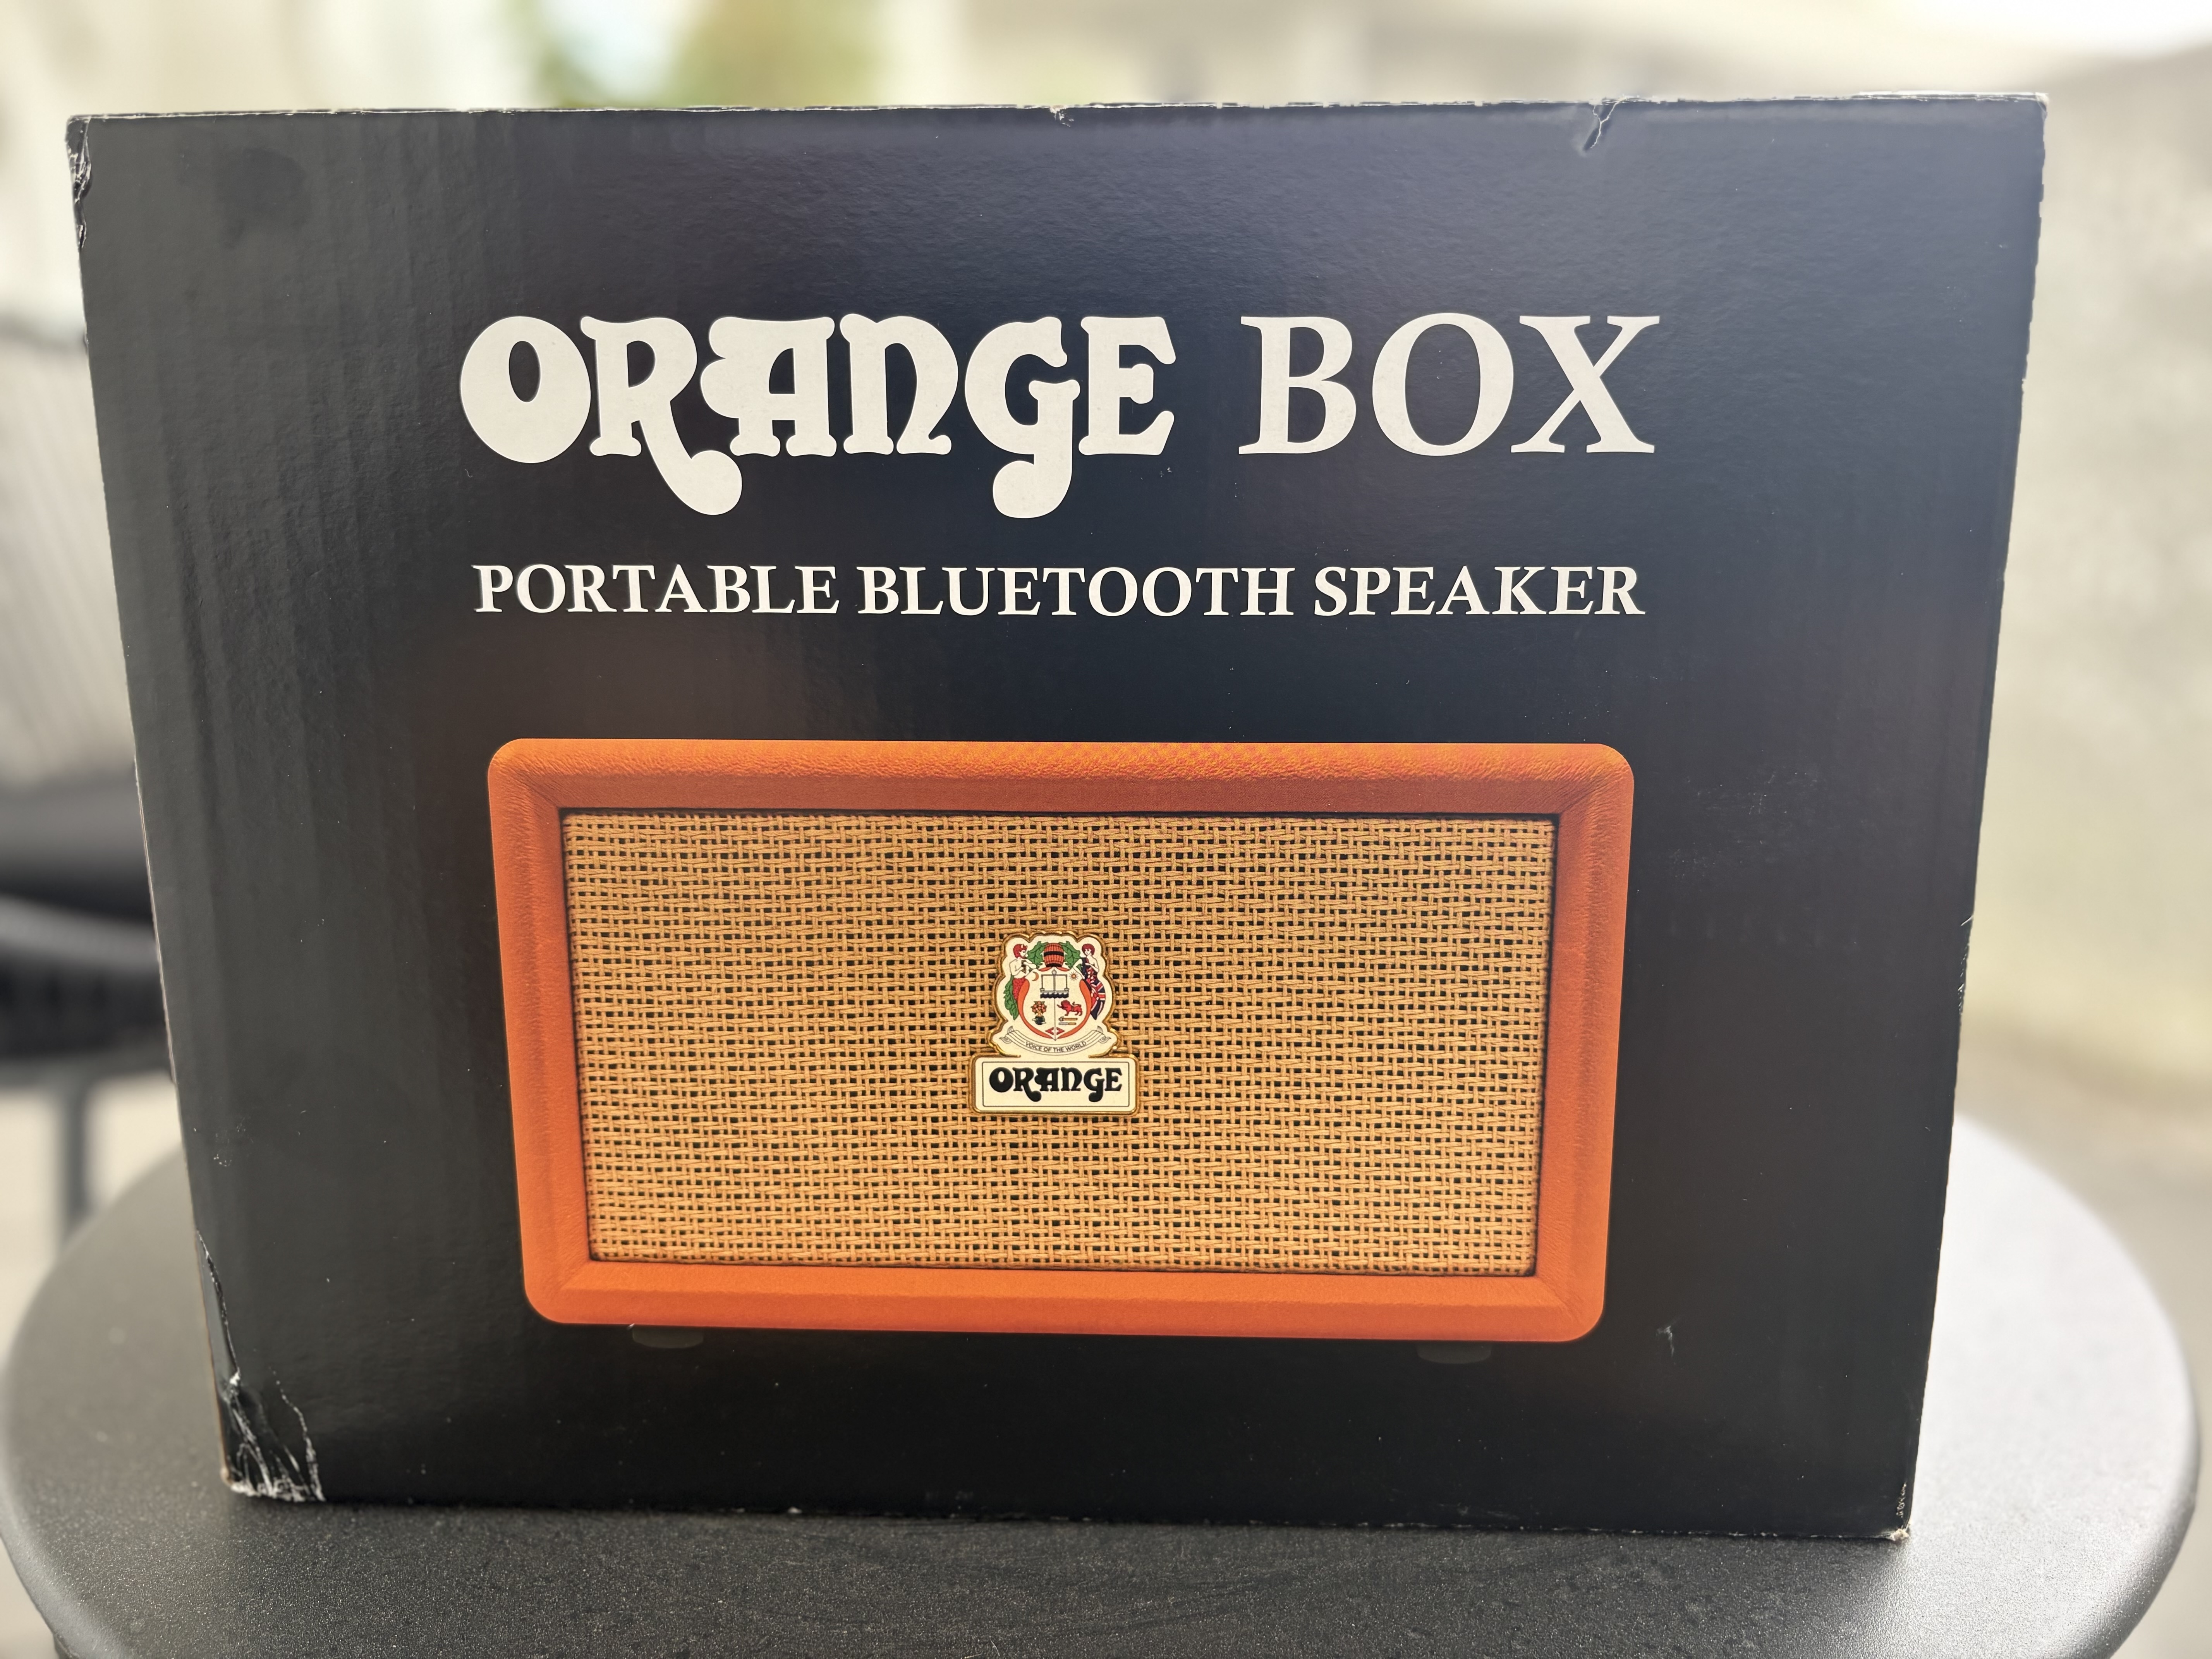 ORANGE BOX
PORTABLE BLUETOOTH SPEAKER
VOICE OF THE WORLD
ORANGE